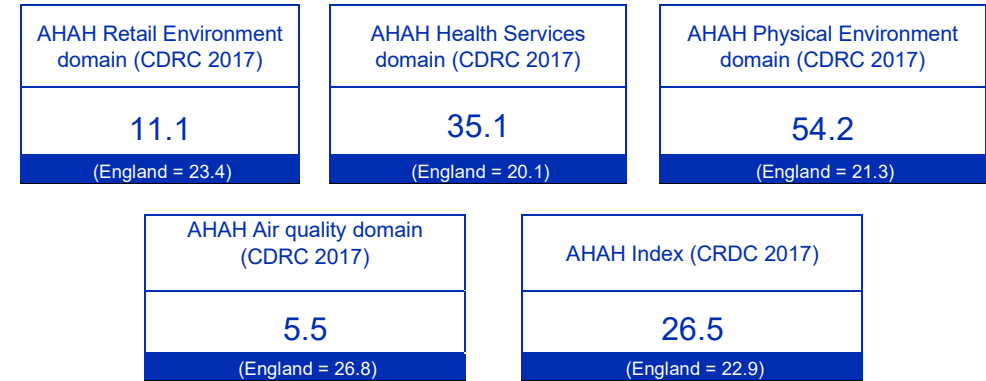 AHAH Retail Environment
domain (CDRC 2017)
11.1
(England = 23.4)
AHAH Health Services
domain (CDRC 2017)
35.1
(England = 20.1)
AHAH Physical Environment
domain (CDRC 2017)
54.2
(England = 21.3)
AHAH Air quality domain
(CDRC 2017)
5.5
(England = 26.8)
AHAH Index (CRDC 2017)
26.5
(England = 22.9)